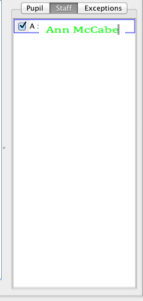 Pupil Staff Exceptions
A : Ann McCabe